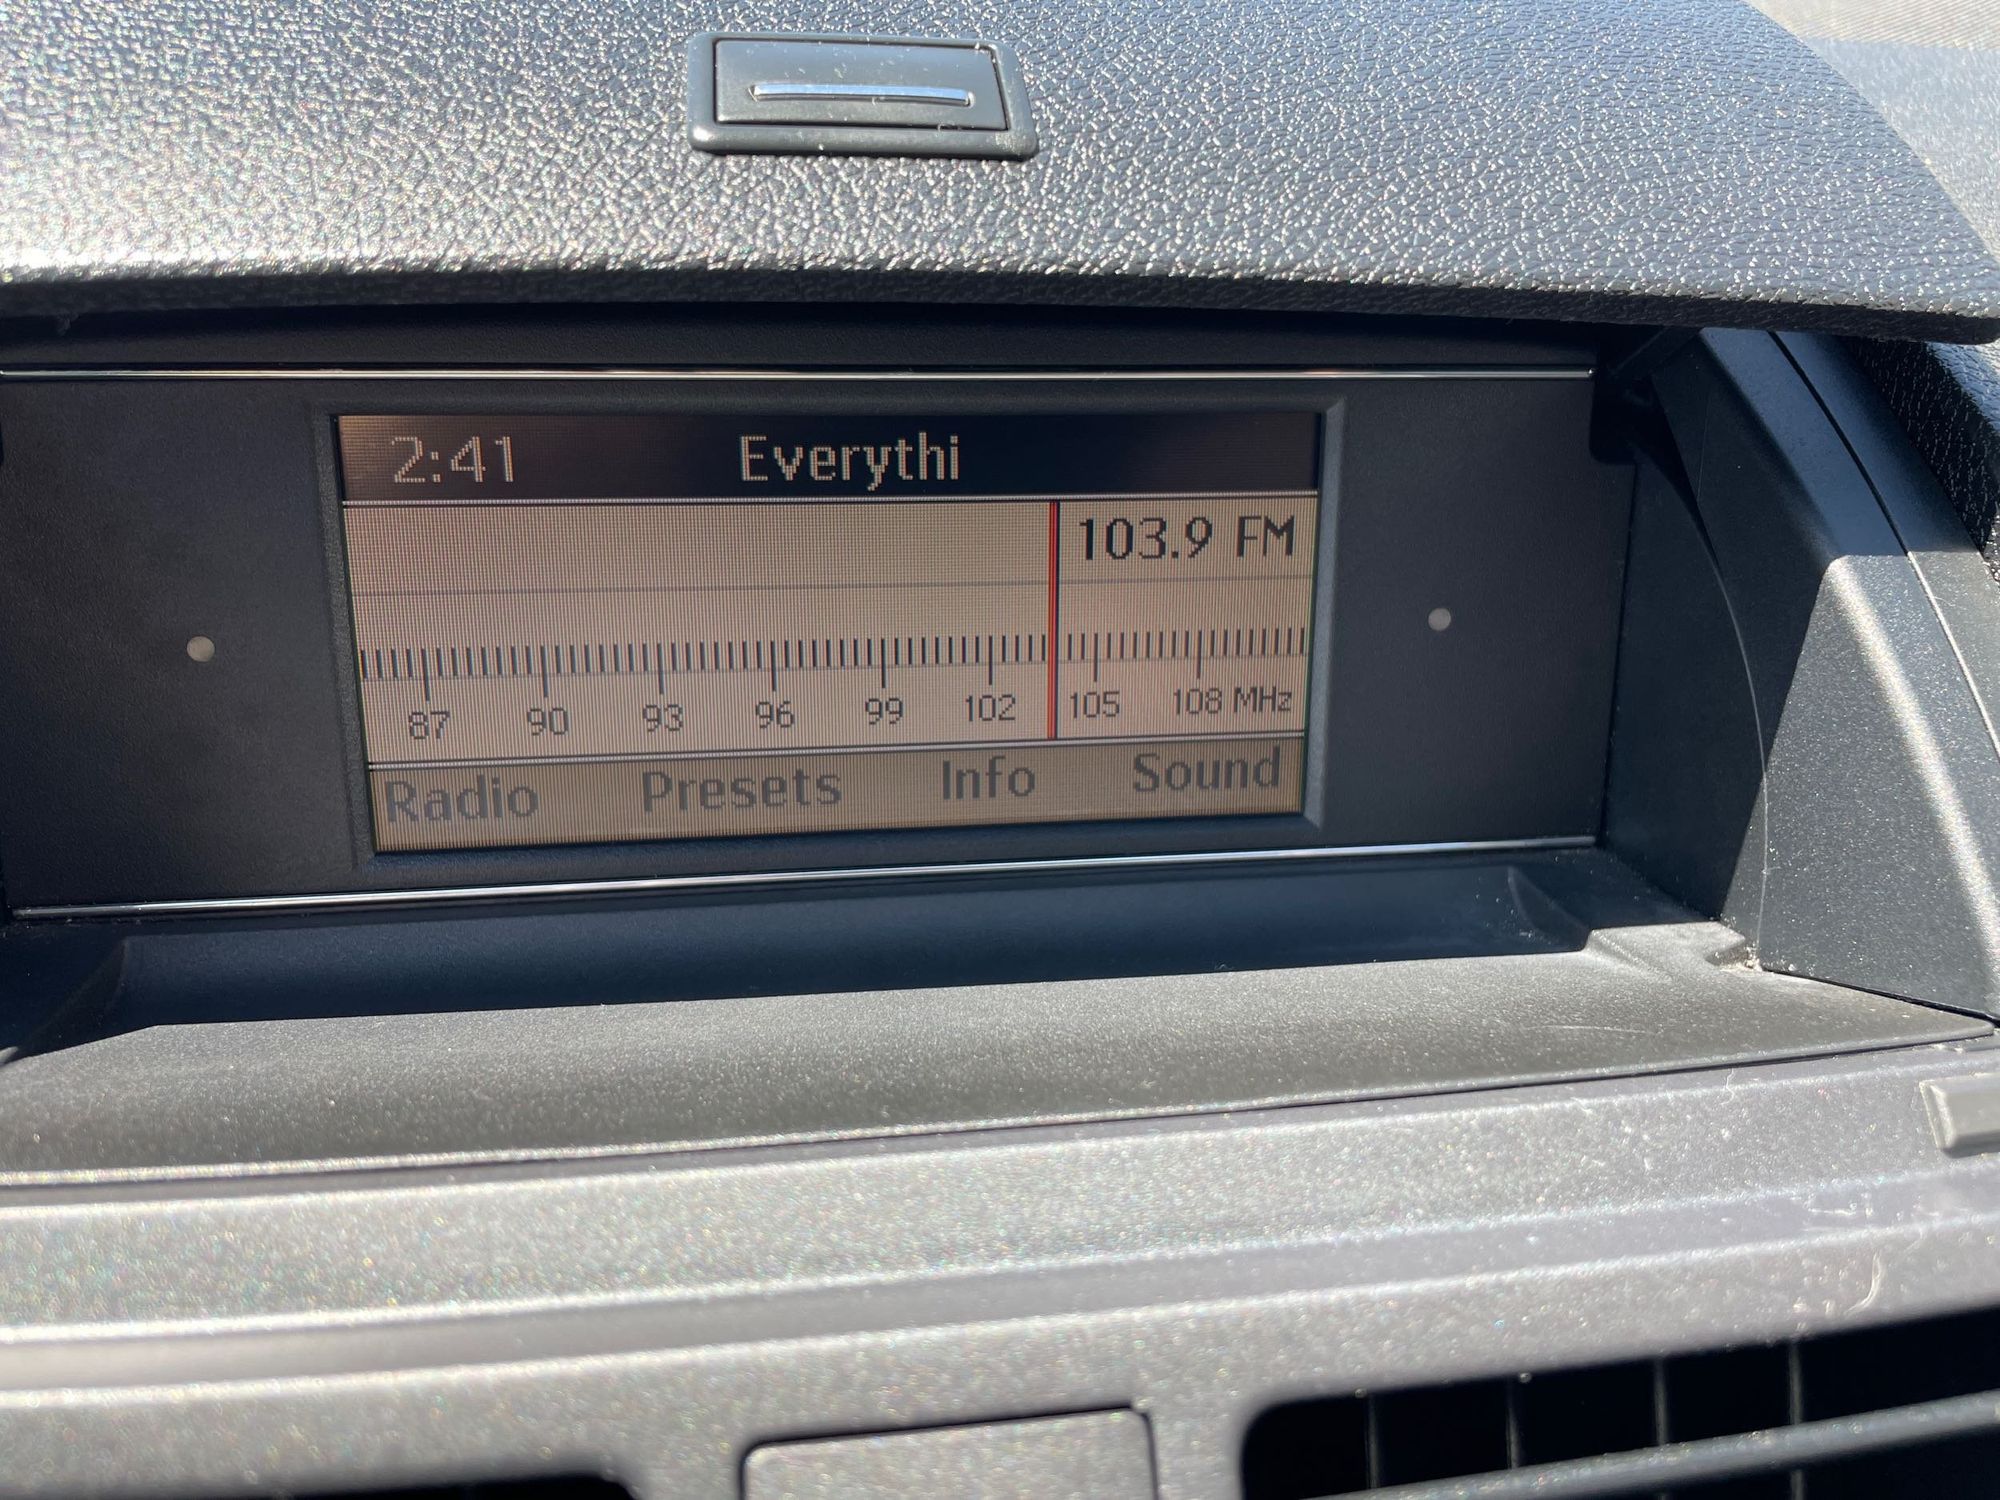 2:41 Everythi
103.9 FM
87 90 93 96 99 102 105 108 MHz
Radio Presets Info Sound